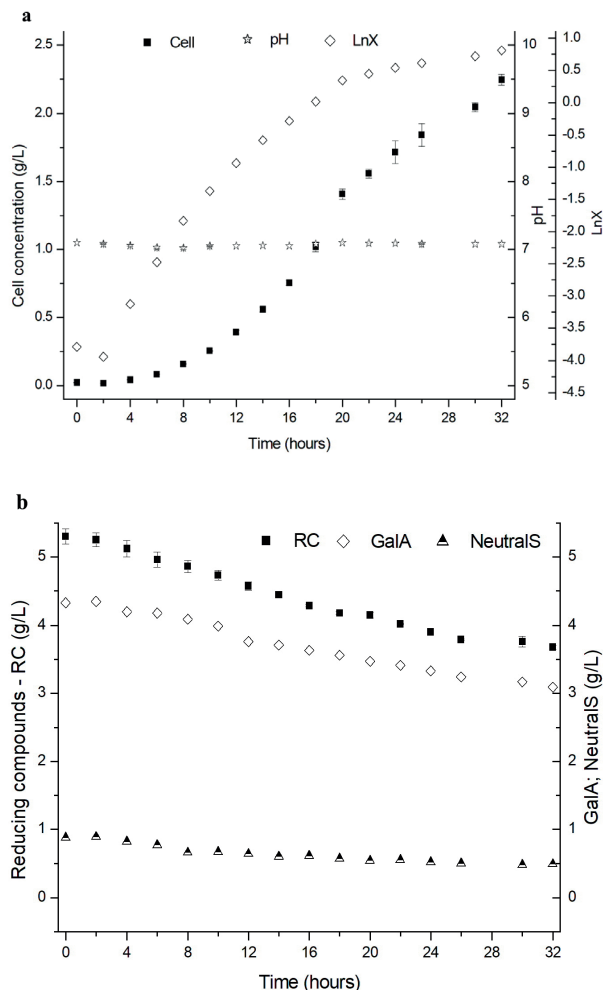 a
Cell pH LnX
2.5
2.0
1.5
1.0
0.5
0.0
Cell concentration (g/L)
10
9
8
7
6
5
pH
1.0
0.5
0.0
-0.5
-1.0
-1.5
-2.0
-2.5
-3.0
-3.5
-4.0
-4.5
LnX
0 4 8 12 16 20 24 28 32
Time (hours)
b
RC GalA NeutralS
5
4
3
2
1
0
Reducing compounds - RC (g/L)
5
4
3
2
1
0
GalA; NeutralS (g/L)
0 4 8 12 16 20 24 28 32
Time (hours)